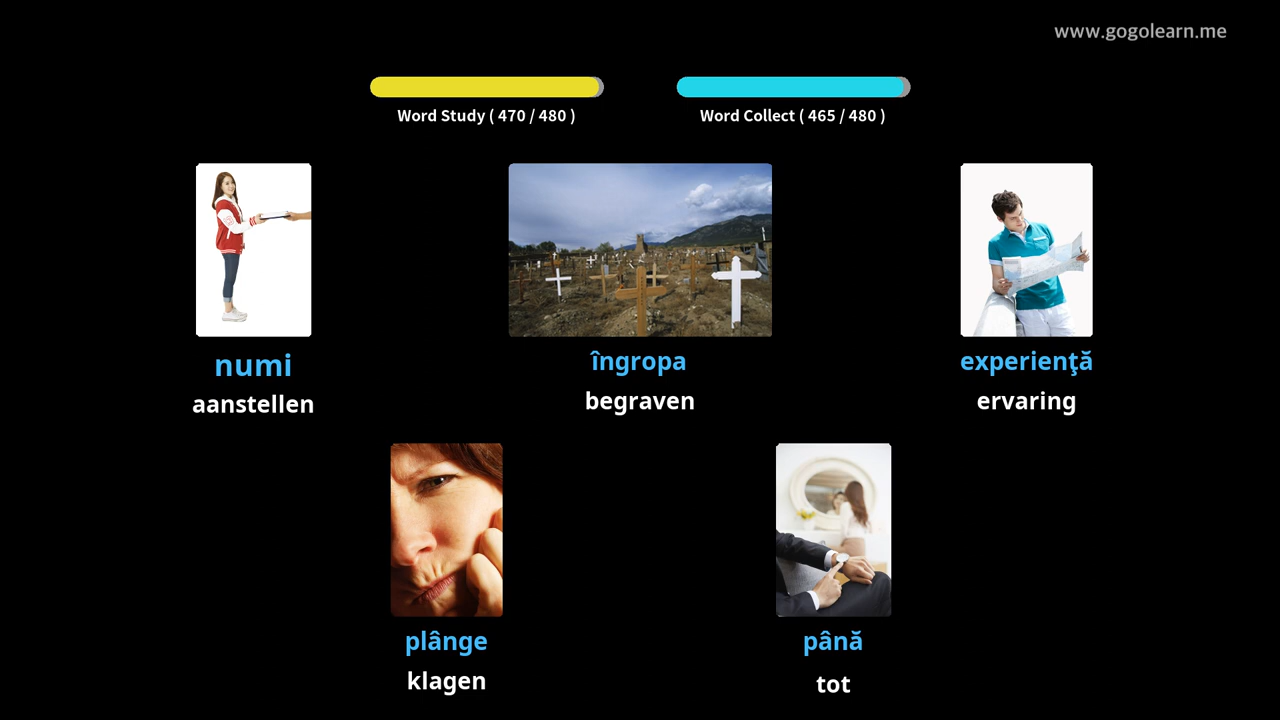 www.gogolearn.me
Word Study ( 470 / 480 )
Word Collect ( 465 / 480 )
numi
aanstellen
îngropa
begraven
experienţă
ervaring
plânge
klagen
până
tot